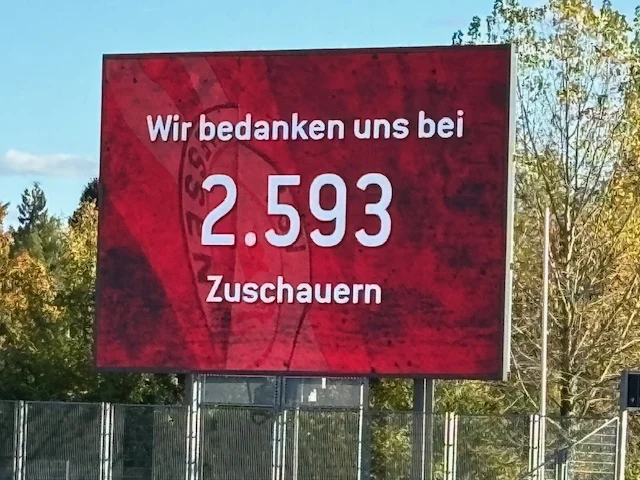 Wir bedanken uns bei
2.593
Zuschauern